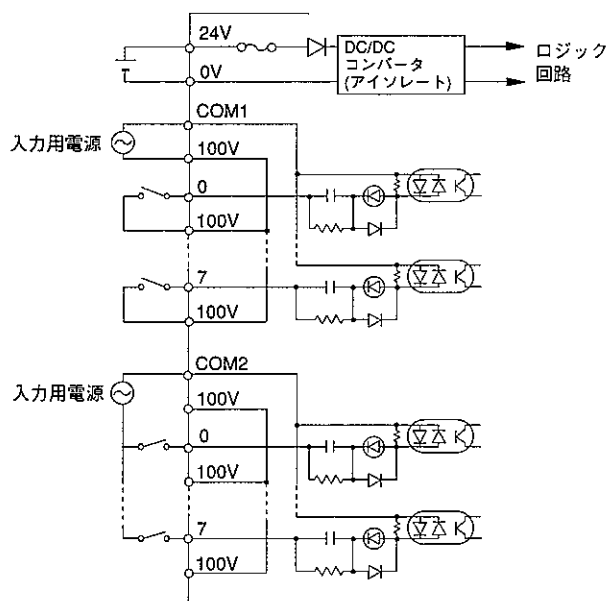 24V
0V
DC/DC
コンバータ
(アイソレート)
ロジック
回路
COM1
入力用電源
100V
0
100V
7
100V
COM2
入力用電源
100V
0
100V
7
100V